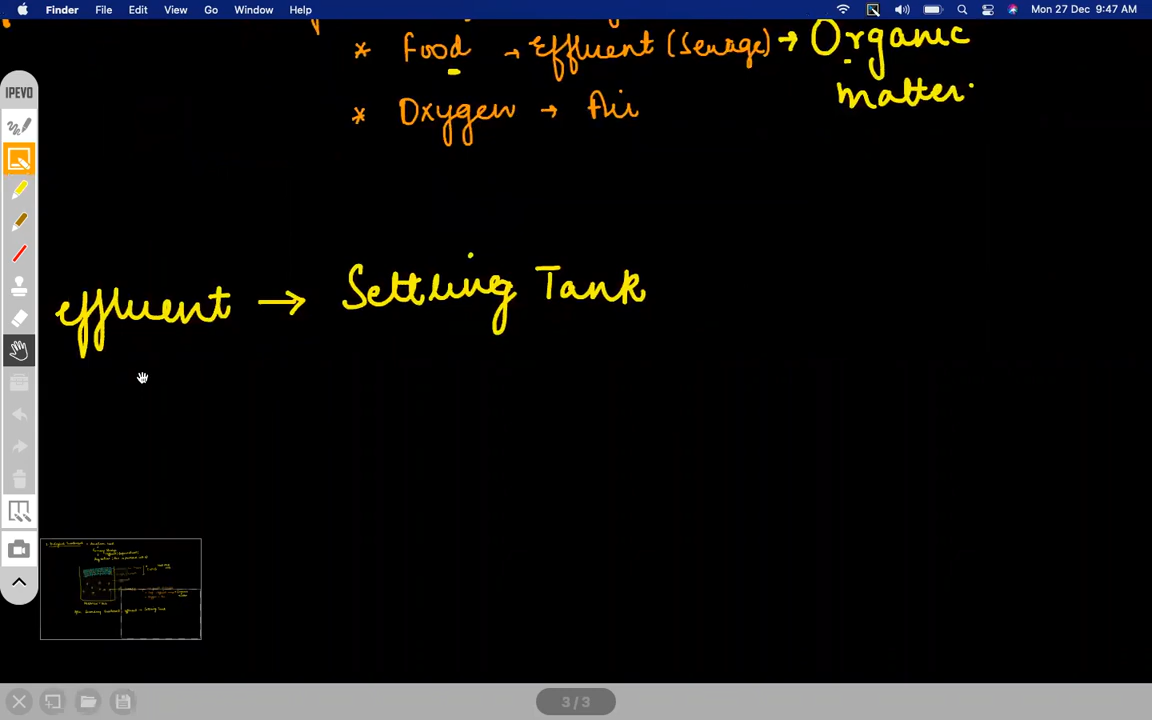 Finder File Edit View Go Window Help Mon 27 Dec 9:47 AM
* Food → Effluent (Sewage) → Organic
matter.
* Oxygen → Air
IPEVO
effluent → Settling Tank
3 / 3